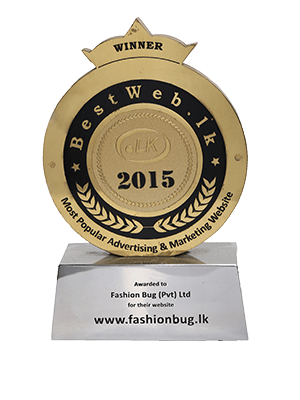 WINNER
BestWeb.lk
.LK
2015
Most Popular Advertising & Marketing Website
Awarded to
Fashion Bug (Pvt) Ltd
for their website
www.fashionbug.lk